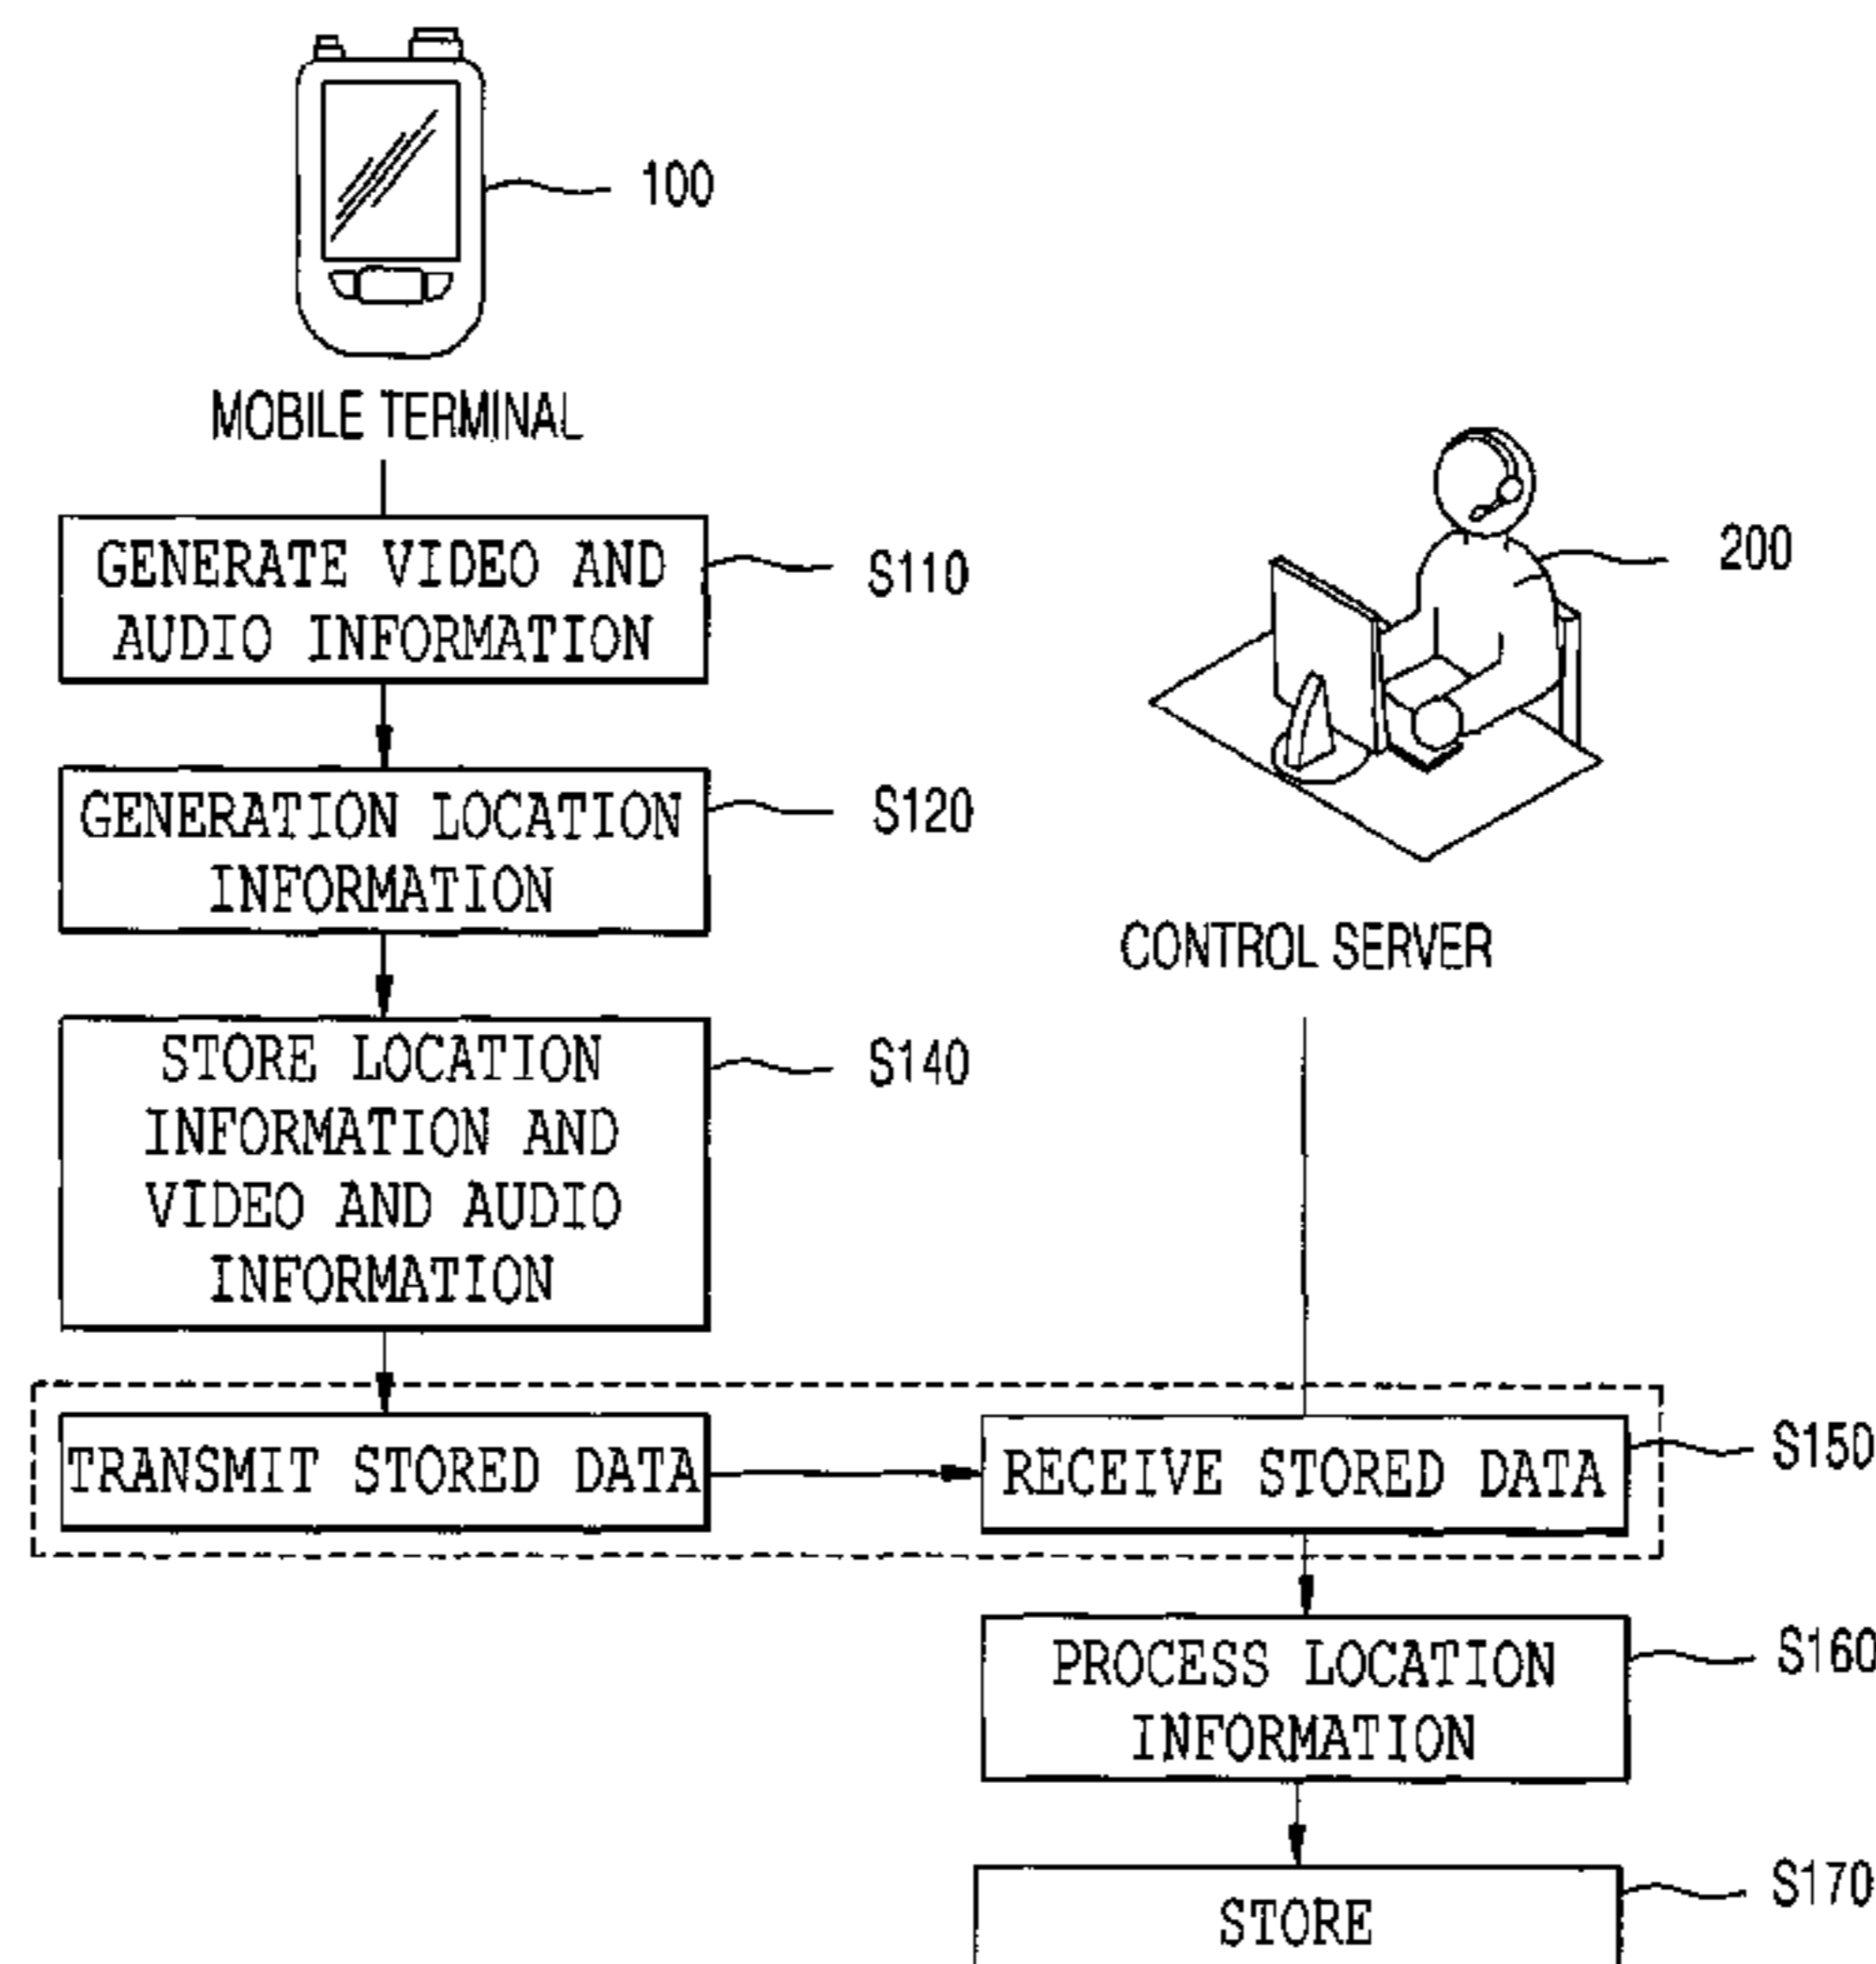 100
MOBILE TERMINAL
GENERATE VIDEO AND
AUDIO INFORMATION
S110
200
GENERATION LOCATION
INFORMATION
S120
CONTROL SERVER
STORE LOCATION
INFORMATION AND
VIDEO AND AUDIO
INFORMATION
S140
TRANSMIT STORED DATA
RECEIVE STORED DATA
S150
PROCESS LOCATION
INFORMATION
S160
STORE
S170